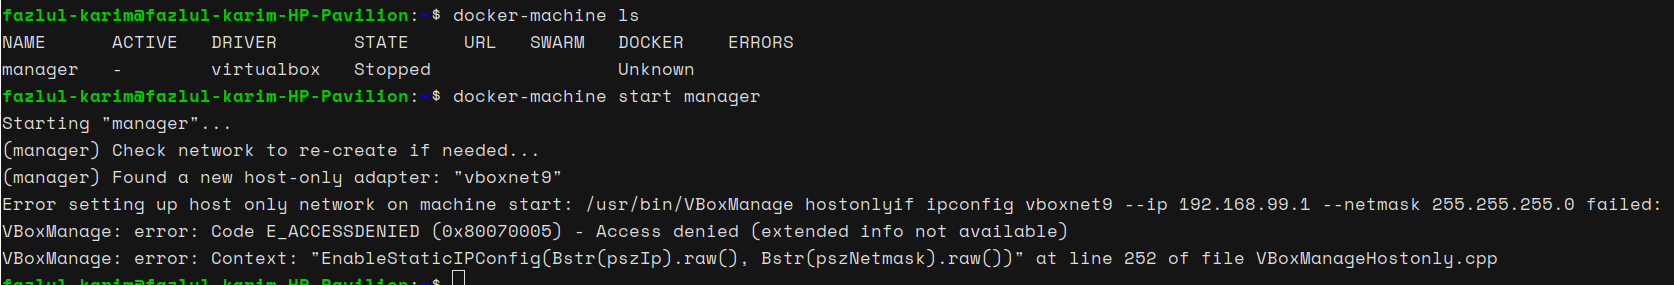 fazlul-karim@fazlul-karim-HP-Pavilion:~$ docker-machine ls
NAME      ACTIVE   DRIVER       STATE     URL   SWARM   DOCKER    ERRORS
manager   -        virtualbox   Stopped                 Unknown
fazlul-karim@fazlul-karim-HP-Pavilion:~$ docker-machine start manager
Starting "manager"...
(manager) Check network to re-create if needed...
(manager) Found a new host-only adapter: "vboxnet9"
Error setting up host only network on machine start: /usr/bin/VBoxManage hostonlyif ipconfig vboxnet9 --ip 192.168.99.1 --netmask 255.255.255.0 failed:
VBoxManage: error: Code E_ACCESSDENIED (0x80070005) - Access denied (extended info not available)
VBoxManage: error: Context: "EnableStaticIPConfig(Bstr(pszIp).raw(), Bstr(pszNetmask).raw())" at line 252 of file VBoxManageHostonly.cpp
fazlul-karim@fazlul-karim-HP-Pavilion:~$